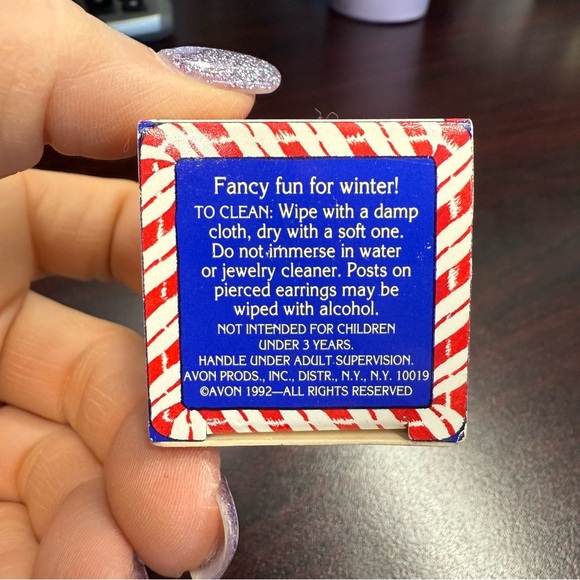 Fancy fun for winter!
TO CLEAN: Wipe with a damp
cloth, dry with a soft one.
Do not immerse in water
or jewelry cleaner. Posts on
pierced earrings may be
wiped with alcohol.
NOT INTENDED FOR CHILDREN
UNDER 3 YEARS.
HANDLE UNDER ADULT SUPERVISION.
AVON PRODS., INC., DISTR., N.Y., N.Y. 10019
©AVON 1992—ALL RIGHTS RESERVED